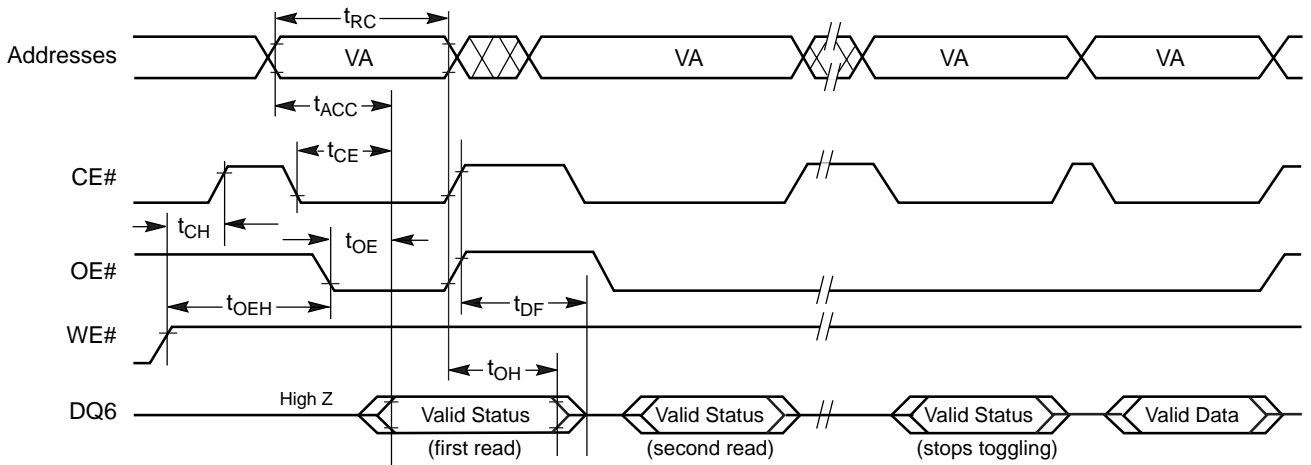 tRC
Addresses VA VA VA VA
tACC
tCE
CE#
tCH tOE
OE#
tOEH tDF
WE#
tOH
High Z
DQ6 Valid Status Valid Status Valid Status Valid Data
(first read) (second read) (stops toggling)